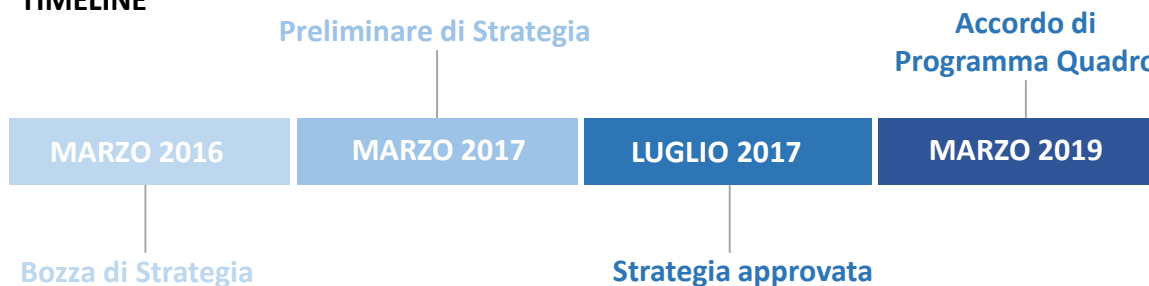 TIMELINE
Preliminare di Strategia
Accordo di
Programma Quadro
MARZO 2016
MARZO 2017
LUGLIO 2017
MARZO 2019
Bozza di Strategia
Strategia approvata